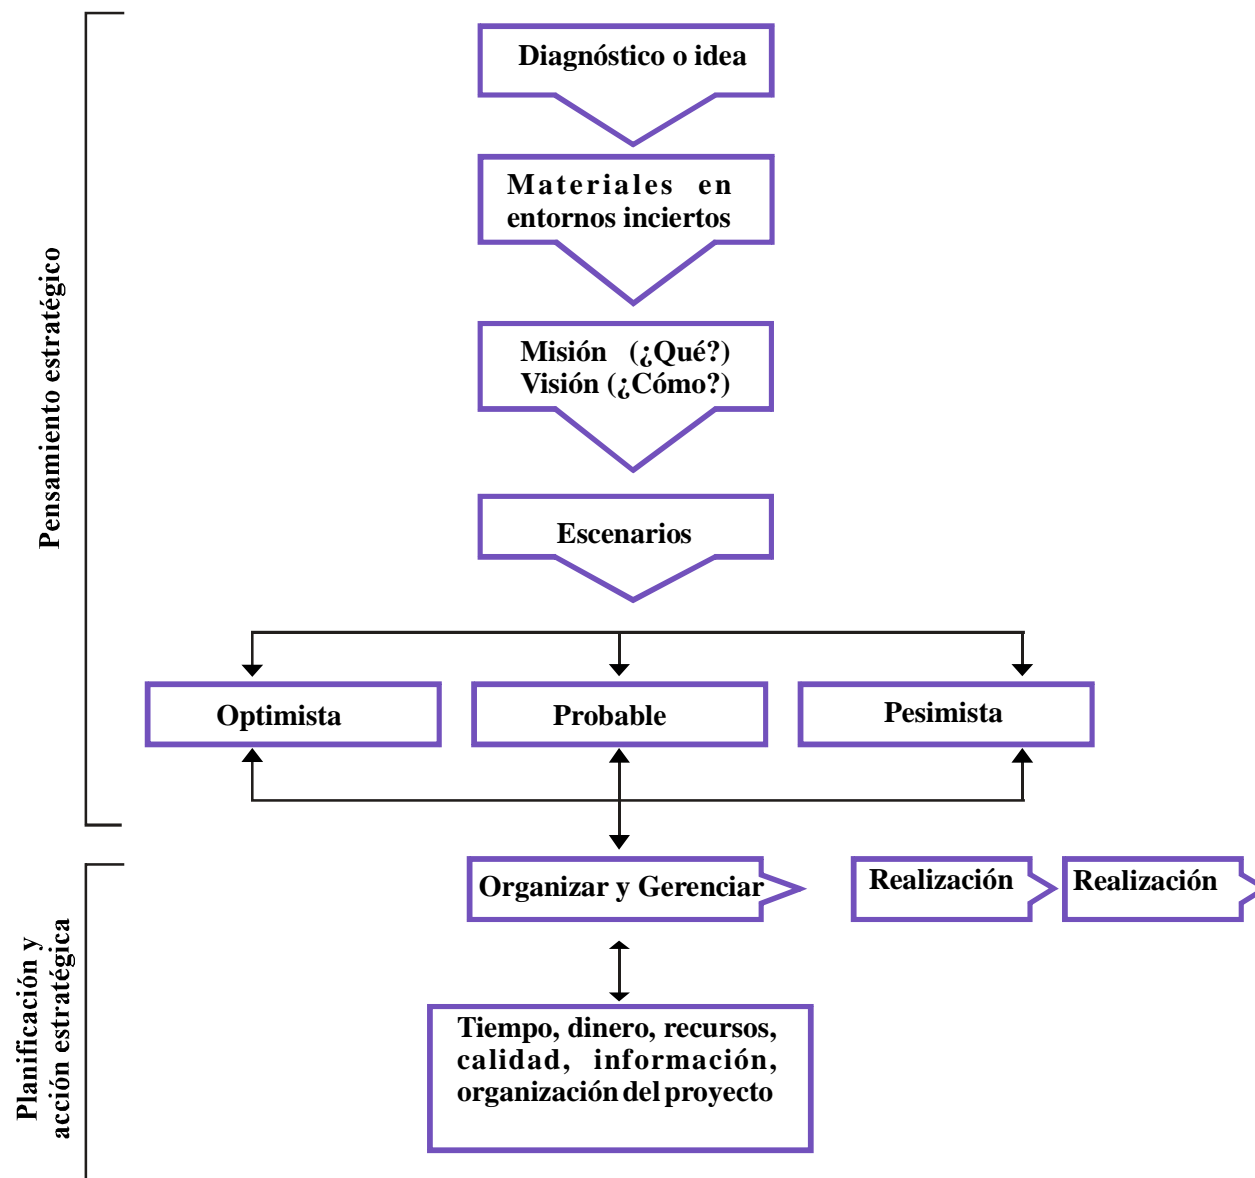 Pensamiento estratégico
Diagnóstico o idea
Materiales en
entornos inciertos
Misión (¿Qué?)
Visión (¿Cómo?)
Escenarios
Optimista
Probable
Pesimista
Planificación y
acción estratégica
Organizar y Gerenciar
Realización
Realización
Tiempo, dinero, recursos,
calidad, información,
organización del proyecto